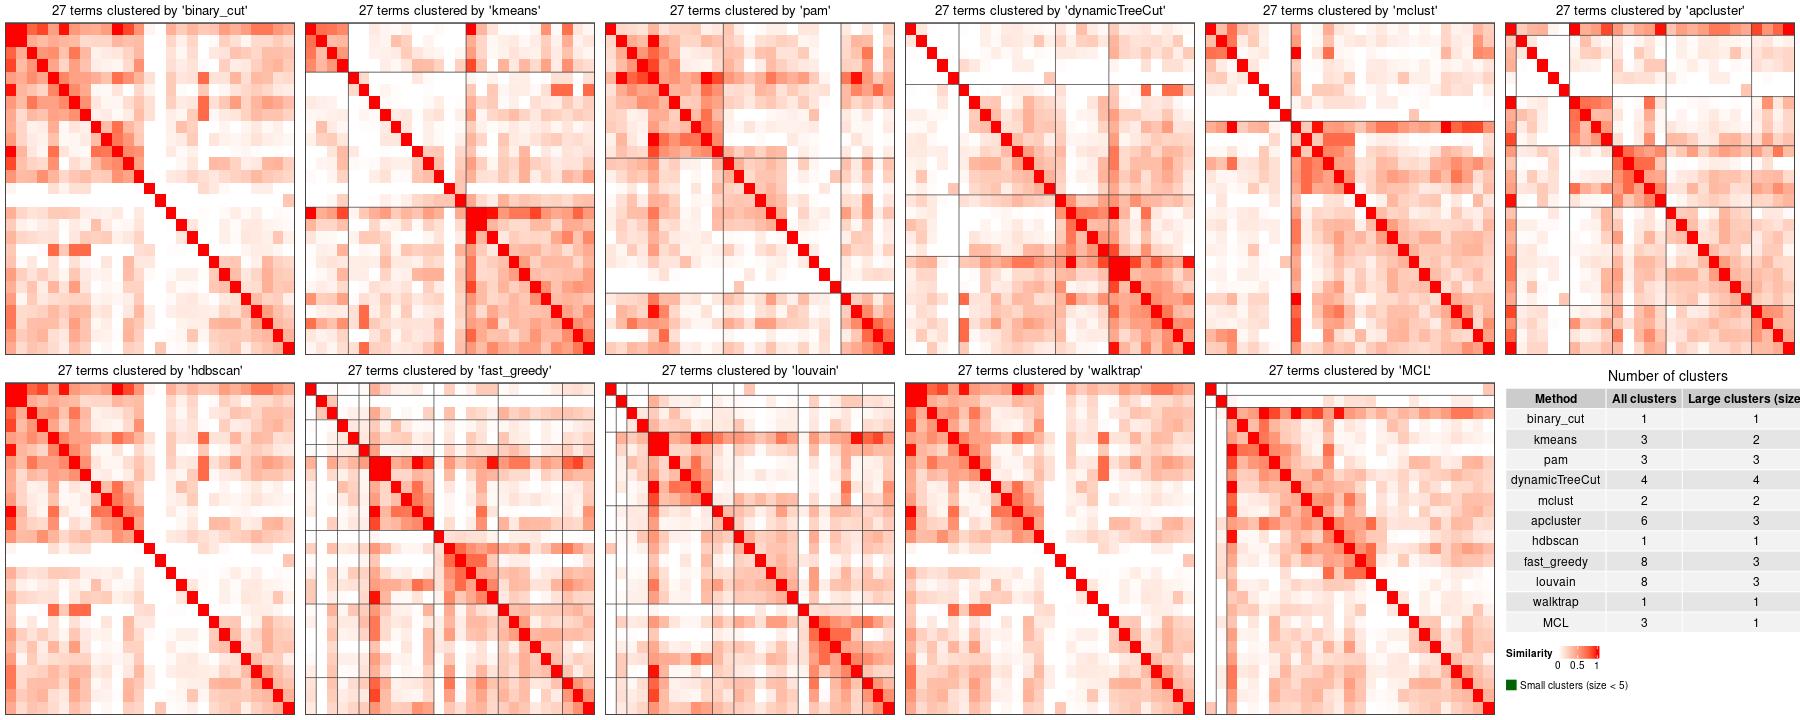 27 terms clustered by 'binary_cut'
27 terms clustered by 'kmeans'
27 terms clustered by 'pam'
27 terms clustered by 'dynamicTreeCut'
27 terms clustered by 'mclust'
27 terms clustered by 'apcluster'
27 terms clustered by 'hdbscan'
27 terms clustered by 'fast_greedy'
27 terms clustered by 'louvain'
27 terms clustered by 'walktrap'
27 terms clustered by 'MCL'
Number of clusters
Method All clusters Large clusters (size
binary_cut 1 1
kmeans 3 2
pam 3 3
dynamicTreeCut 4 4
mclust 2 2
apcluster 6 3
hdbscan 1 1
fast_greedy 8 3
louvain 8 3
walktrap 1 1
MCL 3 1
Similarity
0 0.5 1
Small clusters (size < 5)